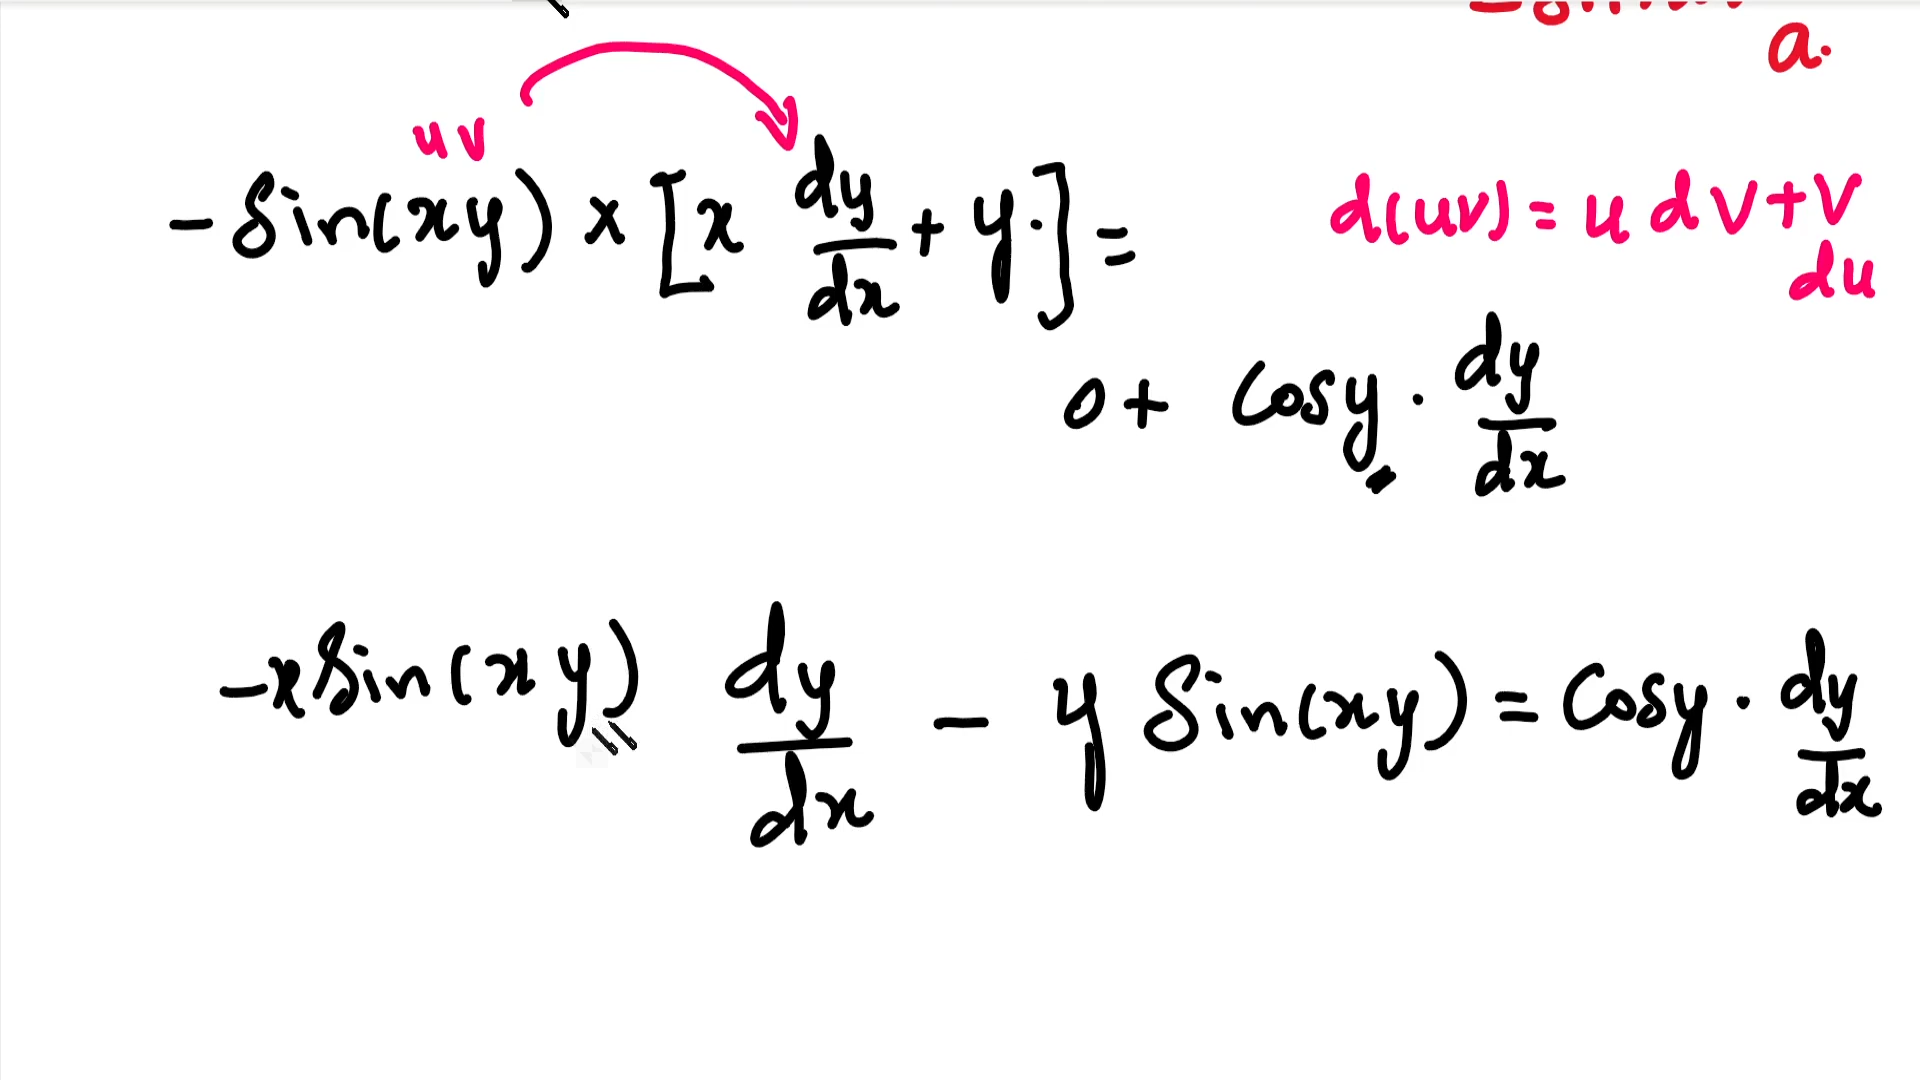 a.
uv
-Sin(xy) x [x dy/dx + y.] =
d(uv) = u dv + v
du
0 + Cosy . dy/dx
-xSin(xy) dy/dx - y Sin(xy) = Cosy . dy/dx